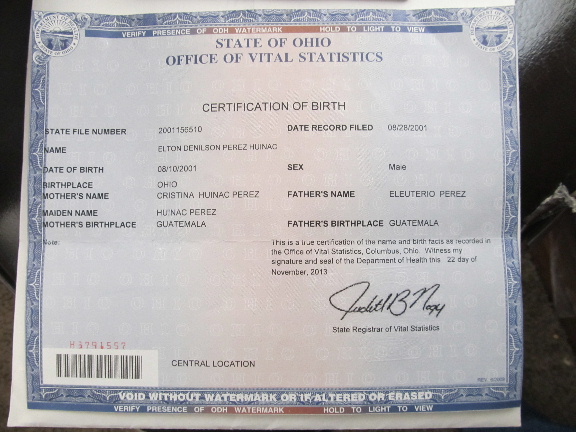 VERIFY PRESENCE OF ODH WATERMARK HOLD TO LIGHT TO VIEW
STATE OF OHIO
OFFICE OF VITAL STATISTICS
CERTIFICATION OF BIRTH
STATE FILE NUMBER 2001156510 DATE RECORD FILED 08/28/2001
NAME ELTON DENILSON PEREZ HUINAC
DATE OF BIRTH 08/10/2001 SEX Male
BIRTHPLACE OHIO
MOTHER'S NAME CRISTINA HUINAC PEREZ FATHER'S NAME ELEUTERIO PEREZ
MAIDEN NAME HUINAC PEREZ
MOTHER'S BIRTHPLACE GUATEMALA FATHER'S BIRTHPLACE GUATEMALA
Note:
This is a true certification of the name and birth facts as recorded in
the Office of Vital Statistics, Columbus, Ohio. Witness my
signature and seal of the Department of Health this 22 day of
November, 2013
Judith B Nagy
State Registrar of Vital Statistics
CENTRAL LOCATION
VOID WITHOUT WATERMARK OR IF ALTERED OR ERASED
VERIFY PRESENCE OF ODH WATERMARK HOLD TO LIGHT TO VIEW